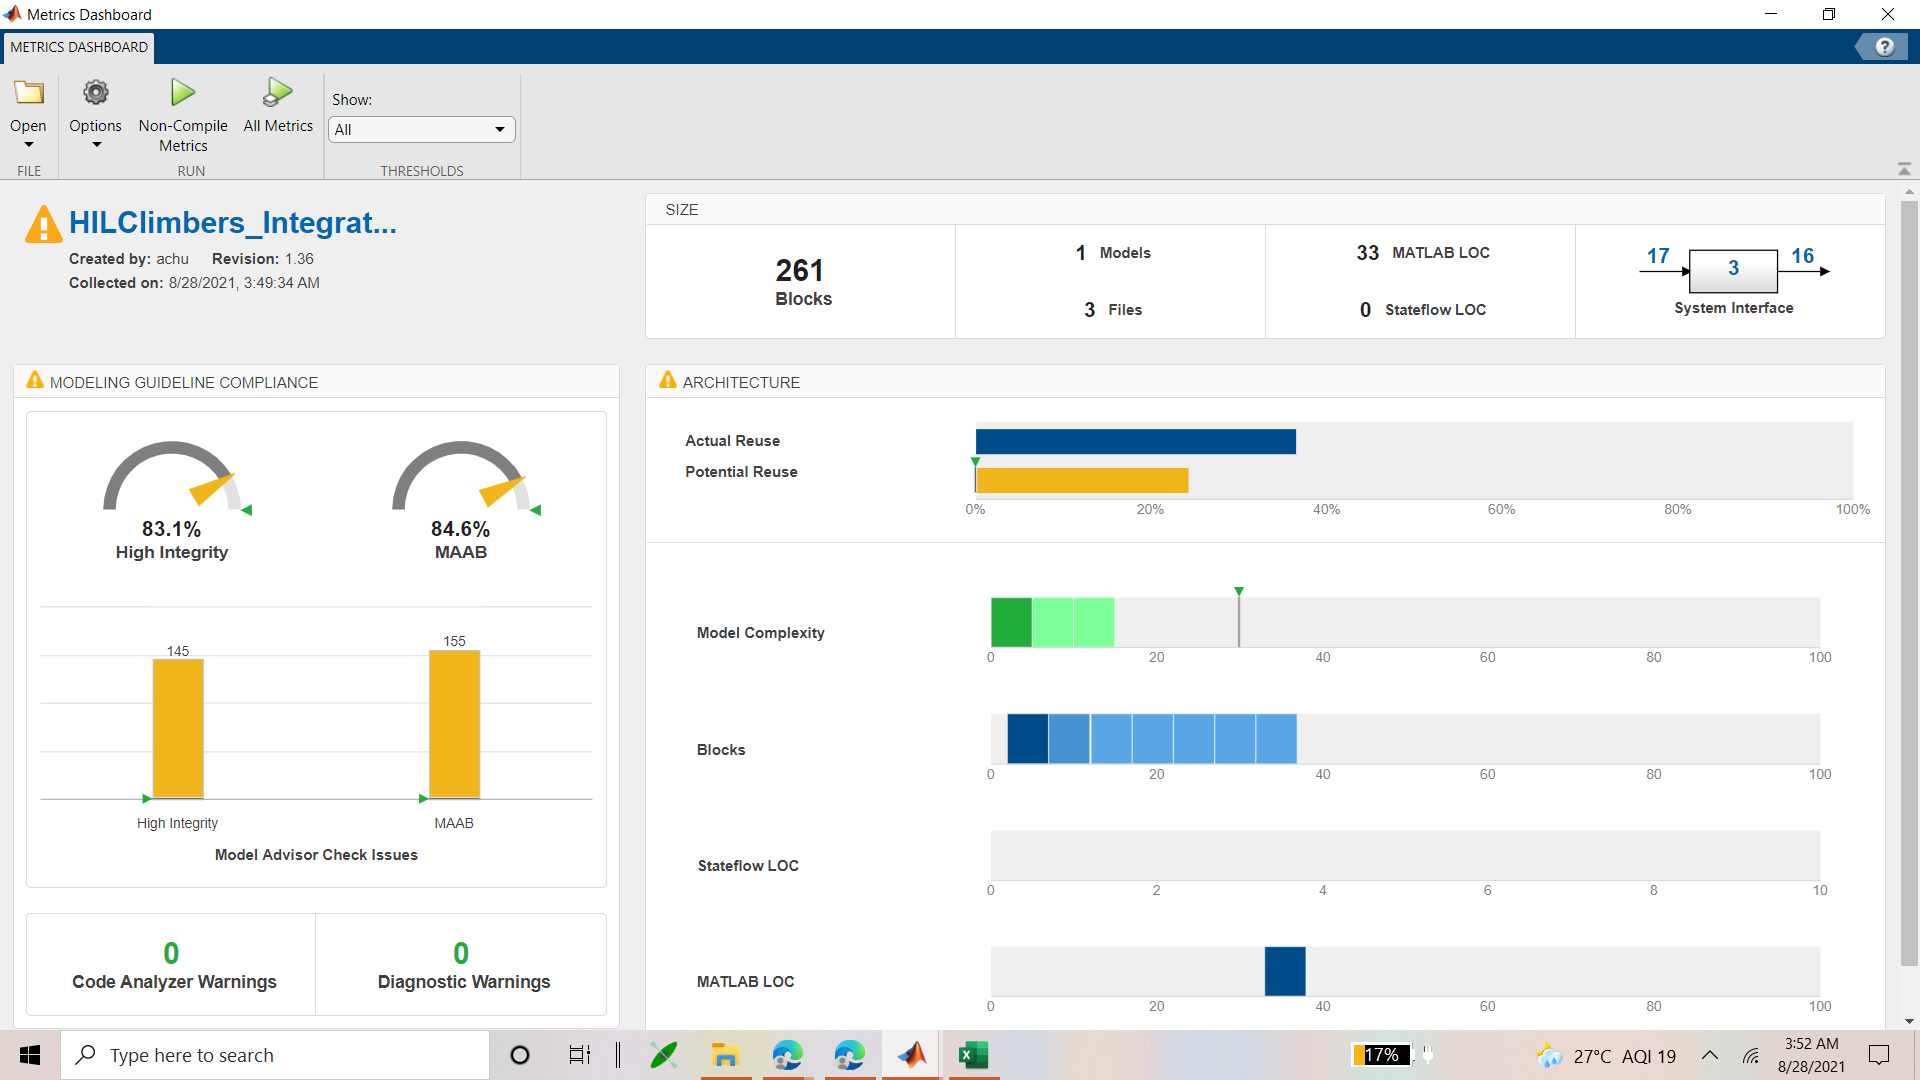 Metrics Dashboard
METRICS DASHBOARD
?
Open
Options
Non-Compile
Metrics
All Metrics
Show:
All
FILE
RUN
THRESHOLDS
HILClimbers_Integrat...
Created by: achu Revision: 1.36
Collected on: 8/28/2021, 3:49:34 AM
SIZE
261
Blocks
1 Models
3 Files
33 MATLAB LOC
0 Stateflow LOC
17 3 16
System Interface
MODELING GUIDELINE COMPLIANCE
83.1%
High Integrity
84.6%
MAAB
145
155
High Integrity
MAAB
Model Advisor Check Issues
0
Code Analyzer Warnings
0
Diagnostic Warnings
ARCHITECTURE
Actual Reuse
Potential Reuse
0% 20% 40% 60% 80% 100%
Model Complexity
0 20 40 60 80 100
Blocks
0 20 40 60 80 100
Stateflow LOC
0 2 4 6 8 10
MATLAB LOC
0 20 40 60 80 100
Type here to search
17%
27°C AQI 19
3:52 AM
8/28/2021